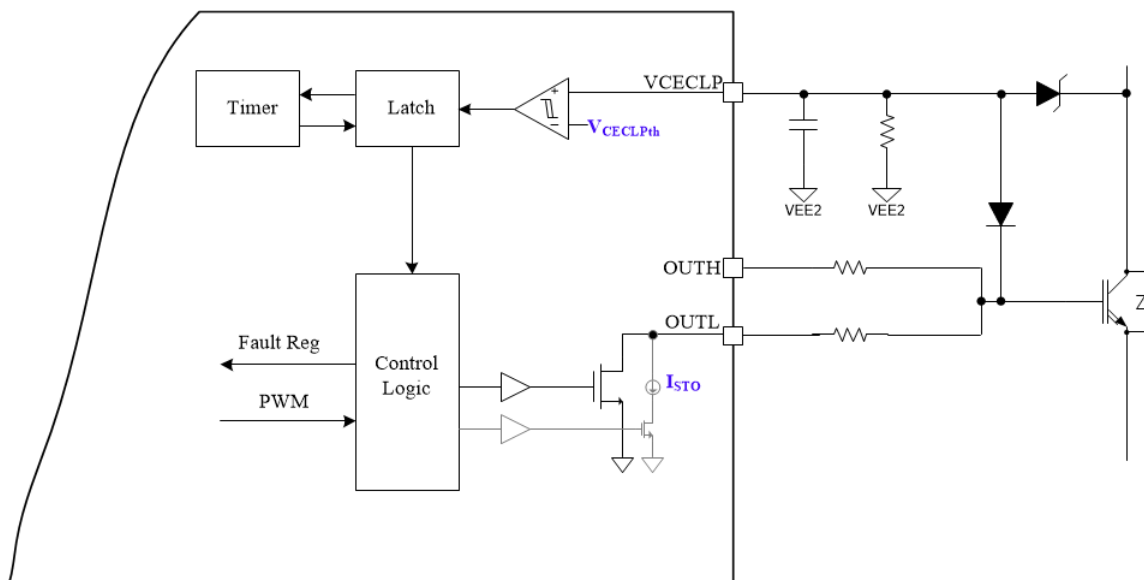 Timer
Latch
+
−
VCECLP
VCECLPth
VEE2
VEE2
OUTH
OUTL
Fault Reg
PWM
Control
Logic
ISTO
Z